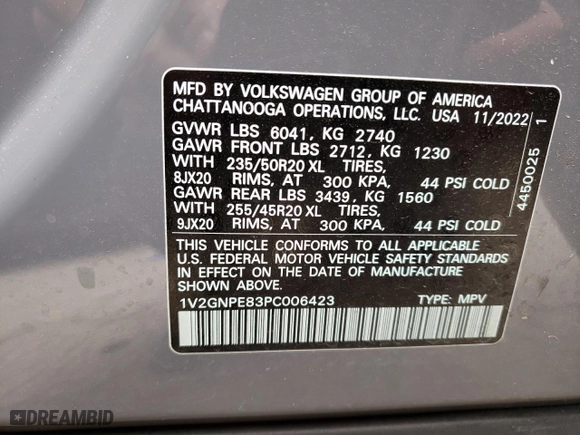 MFD BY VOLKSWAGEN GROUP OF AMERICA
CHATTANOOGA OPERATIONS, LLC. USA 11/2022
GVWR LBS 6041, KG 2740
GAWR FRONT LBS 2712, KG 1230
WITH 235/50R20 XL TIRES,
8JX20 RIMS, AT 300 KPA, 44 PSI COLD
GAWR REAR LBS 3439, KG 1560
WITH 255/45R20 XL TIRES,
9JX20 RIMS, AT 300 KPA, 44 PSI COLD
THIS VEHICLE CONFORMS TO ALL APPLICABLE
U.S. FEDERAL MOTOR VEHICLE SAFETY STANDARDS
IN EFFECT ON THE DATE OF MANUFACTURE
SHOWN ABOVE.
1V2GNPE83PC006423 TYPE: MPV
4450025 1
DREAMBID